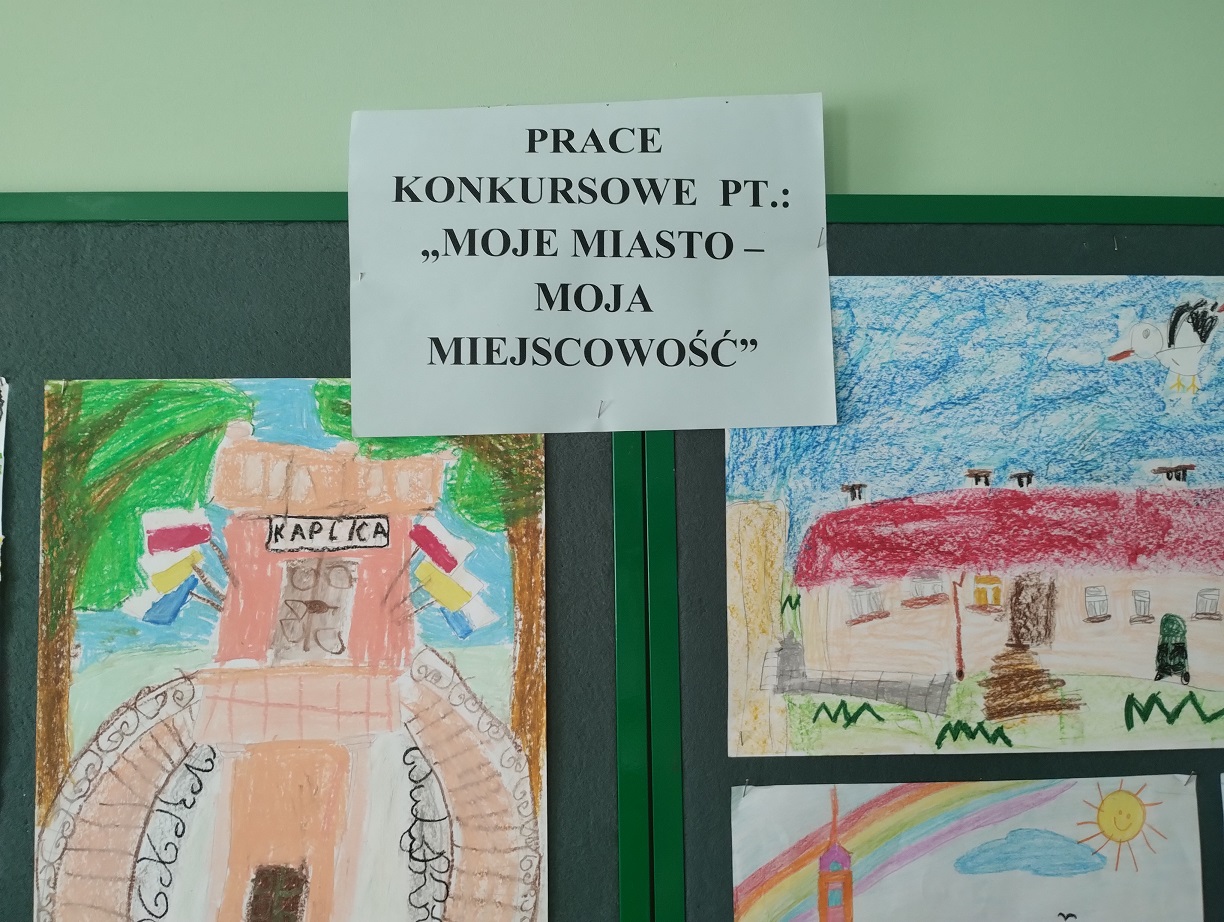 PRACE
KONKURSOWE PT.:
„MOJE MIASTO –
MOJA
MIEJSCOWOŚĆ”
KAPLICA